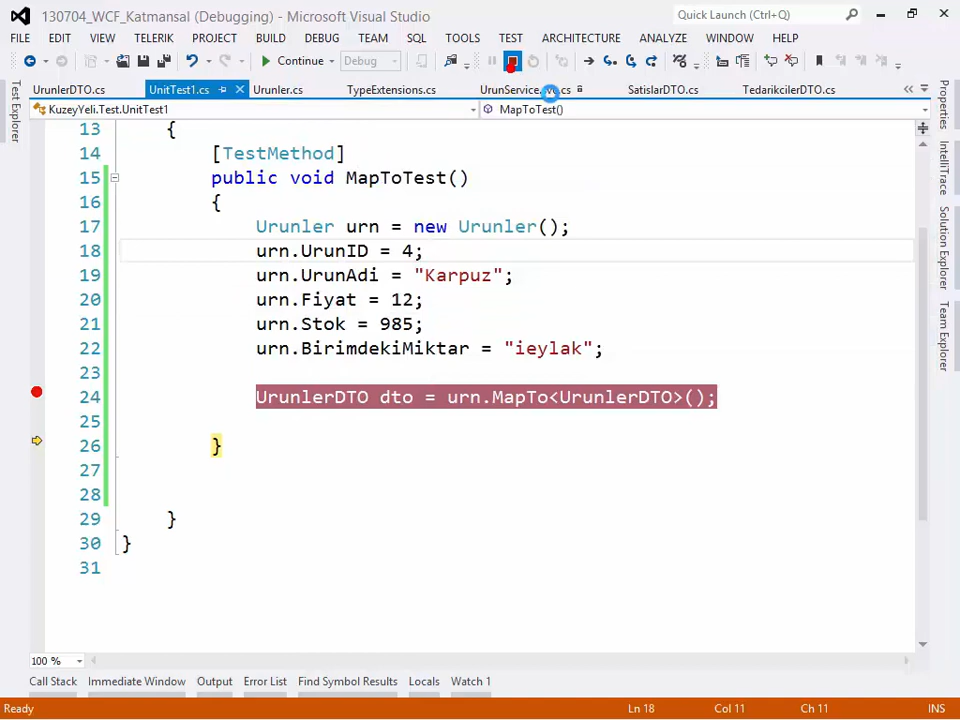 130704_WCF_Katmansal (Debugging) - Microsoft Visual Studio
Quick Launch (Ctrl+Q)
FILE EDIT VIEW TELERIK PROJECT BUILD DEBUG TEAM SQL TOOLS TEST ARCHITECTURE ANALYZE WINDOW HELP
Continue Debug
UrunlerDTO.cs UnitTest1.cs Urunler.cs TypeExtensions.cs SatislarDTO.cs TedarikcilerDTO.cs
KuzeyYeli.Test.UnitTest1 MapToTest()
Test Explorer
Properties
IntelliTrace
Solution Explorer
Team Explorer
13 {
14 [TestMethod]
15 public void MapToTest()
16 {
17 Urunler urn = new Urunler();
18 urn.UrunID = 4;
19 urn.UrunAdi = "Karpuz";
20 urn.Fiyat = 12;
21 urn.Stok = 985;
22 urn.BirimdekiMiktar = "ieylak";
23
24 UrunlerDTO dto = urn.MapTo<UrunlerDTO>();
25
26 }
27
28
29 }
30 }
31
100 %
Call Stack Immediate Window Output Error List Find Symbol Results Locals Watch 1
Ready Ln 18 Col 11 Ch 11 INS